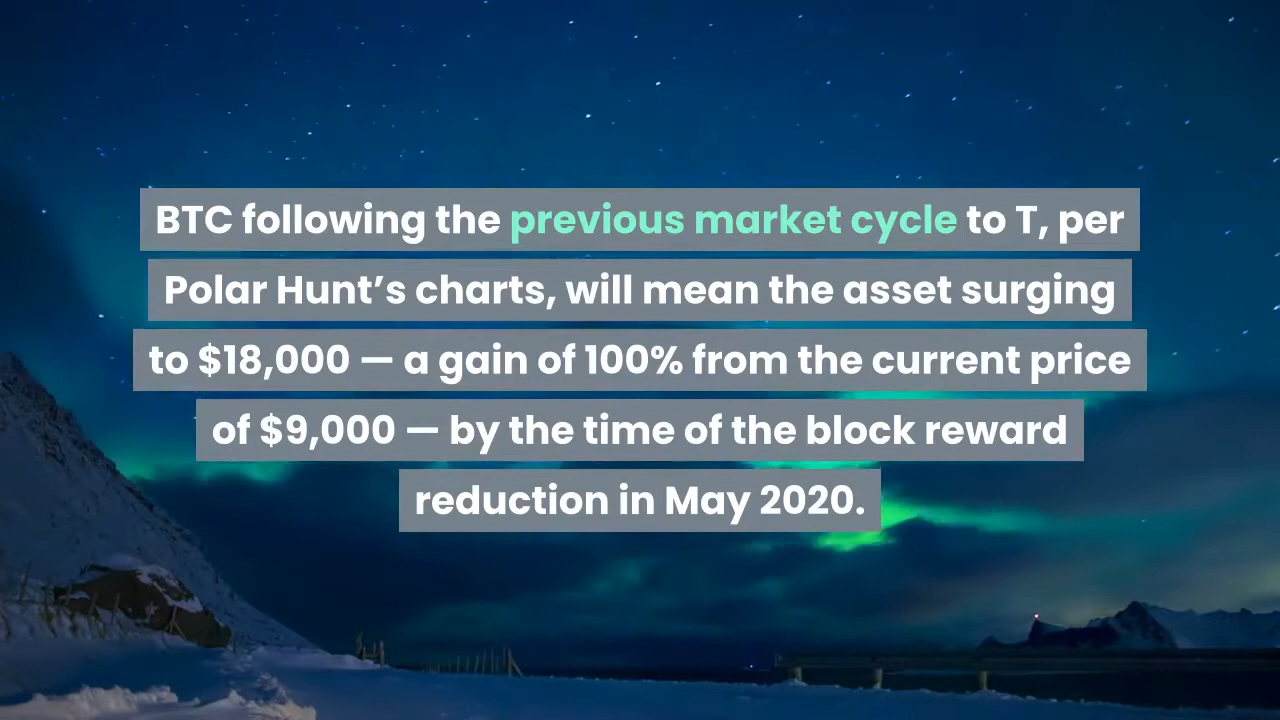 BTC following the previous market cycle to T, per
Polar Hunt’s charts, will mean the asset surging
to $18,000 — a gain of 100% from the current price
of $9,000 — by the time of the block reward
reduction in May 2020.